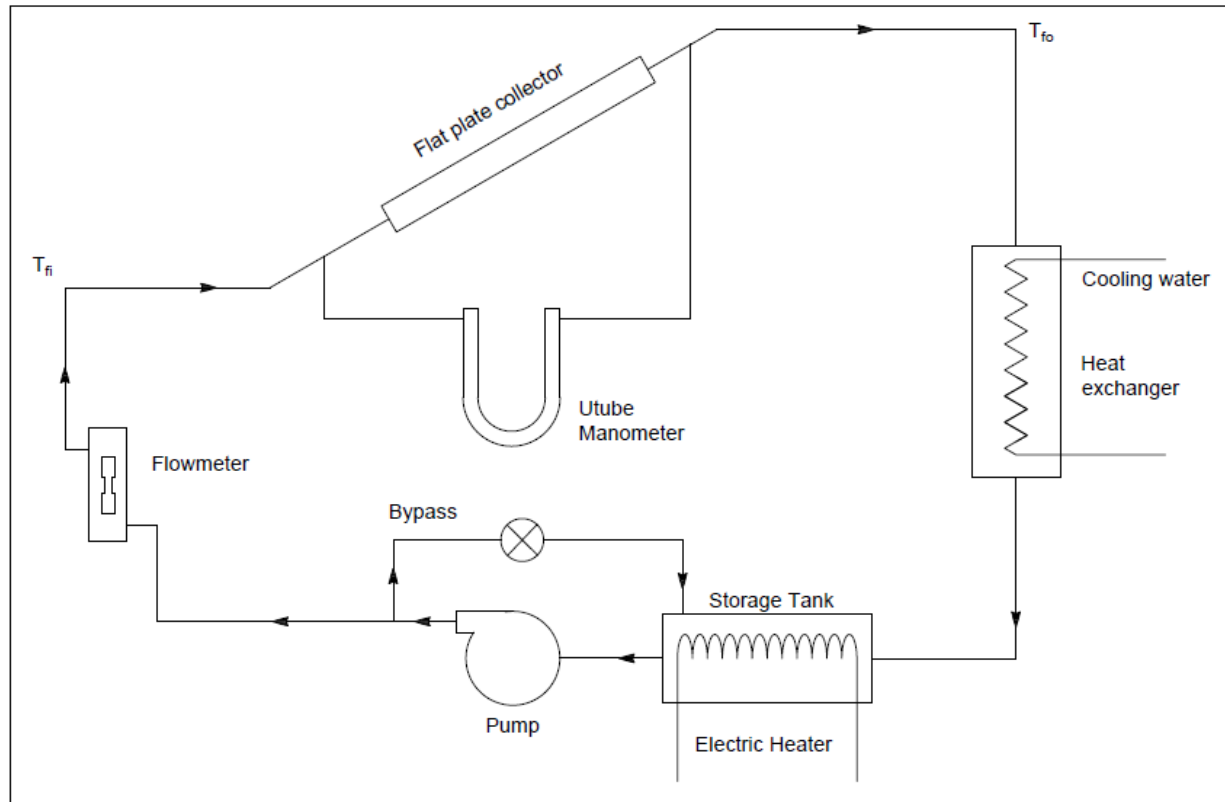 T_fo
Flat plate collector
T_fi
Cooling water
Heat
exchanger
Utube
Manometer
Flowmeter
Bypass
Storage Tank
Pump
Electric Heater